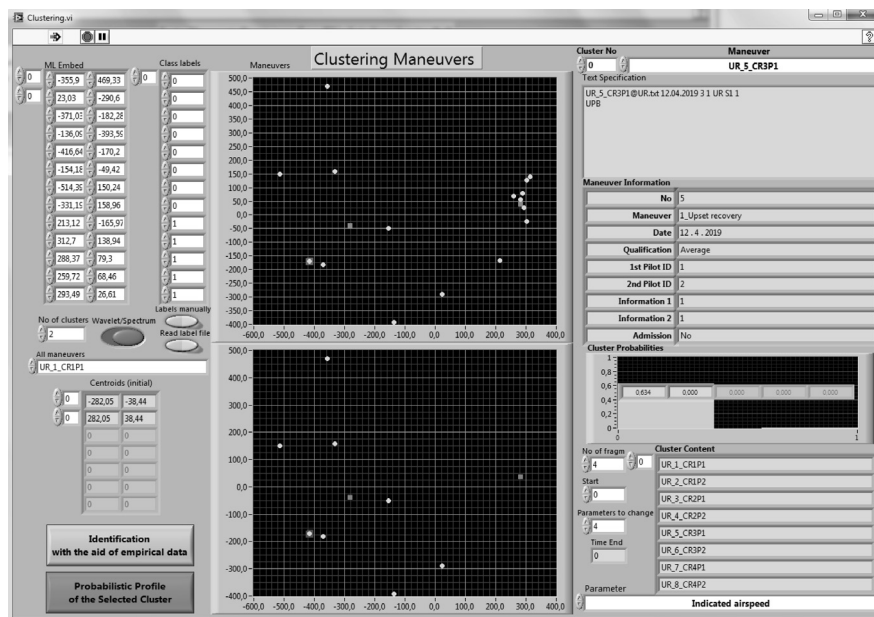 Clustering.vi
ML Embed
Class labels
Maneuvers
Clustering Maneuvers
Cluster No
Maneuver
0
UR_5_CR3P1
Text Specification
UR_5_CR3P1@UR.txt 12.04.2019 3 1 UR S1 1
UPB
0
0
-355,9 469,33
23,03 -290,6
-371,03 -182,28
-136,09 -393,59
-416,64 -170,2
-154,18 -49,42
-514,39 150,24
-331,19 158,96
213,12 -165,97
312,7 138,94
288,37 79,3
259,72 68,46
293,49 26,61
0
0
0
0
0
0
0
0
0
1
1
1
1
1
500,0
450,0
400,0
350,0
300,0
250,0
200,0
150,0
100,0
50,0
0,0
-50,0
-100,0
-150,0
-200,0
-250,0
-300,0
-350,0
-400,0
-600,0 -500,0 -400,0 -300,0 -200,0 -100,0 0,0 100,0 200,0 300,0 400,0
Maneuver Information
No 5
Maneuver 1_Upset recovery
Date 12 . 4 . 2019
Qualification Average
1st Pilot ID 1
2nd Pilot ID 2
Information 1 1
Information 2 1
Admission No
No of clusters
2
Wavelet/Spectrum
Labels manually
Read label file
All maneuvers
UR_1_CR1P1
Centroids (initial)
0
0
-282,05 -38,44
282,05 38,44
0 0
0 0
0 0
0 0
Identification
with the aid of empirical data
Probabilistic Profile
of the Selected Cluster
500,0
400,0
300,0
200,0
100,0
0,0
-100,0
-200,0
-300,0
-400,0
-600,0 -500,0 -400,0 -300,0 -200,0 -100,0 0,0 100,0 200,0 300,0 400,0
Cluster Probabilities
1
0,8
0,6
0,4
0,2
0
0,634 0,000 0,000 0,000 0,000
0 1
No of fragm
4
0
Start
0
Parameters to change
4
Time End
0
Cluster Content
UR_1_CR1P1
UR_2_CR1P2
UR_3_CR2P1
UR_4_CR2P2
UR_5_CR3P1
UR_6_CR3P2
UR_7_CR4P1
UR_8_CR4P2
Parameter
Indicated airspeed